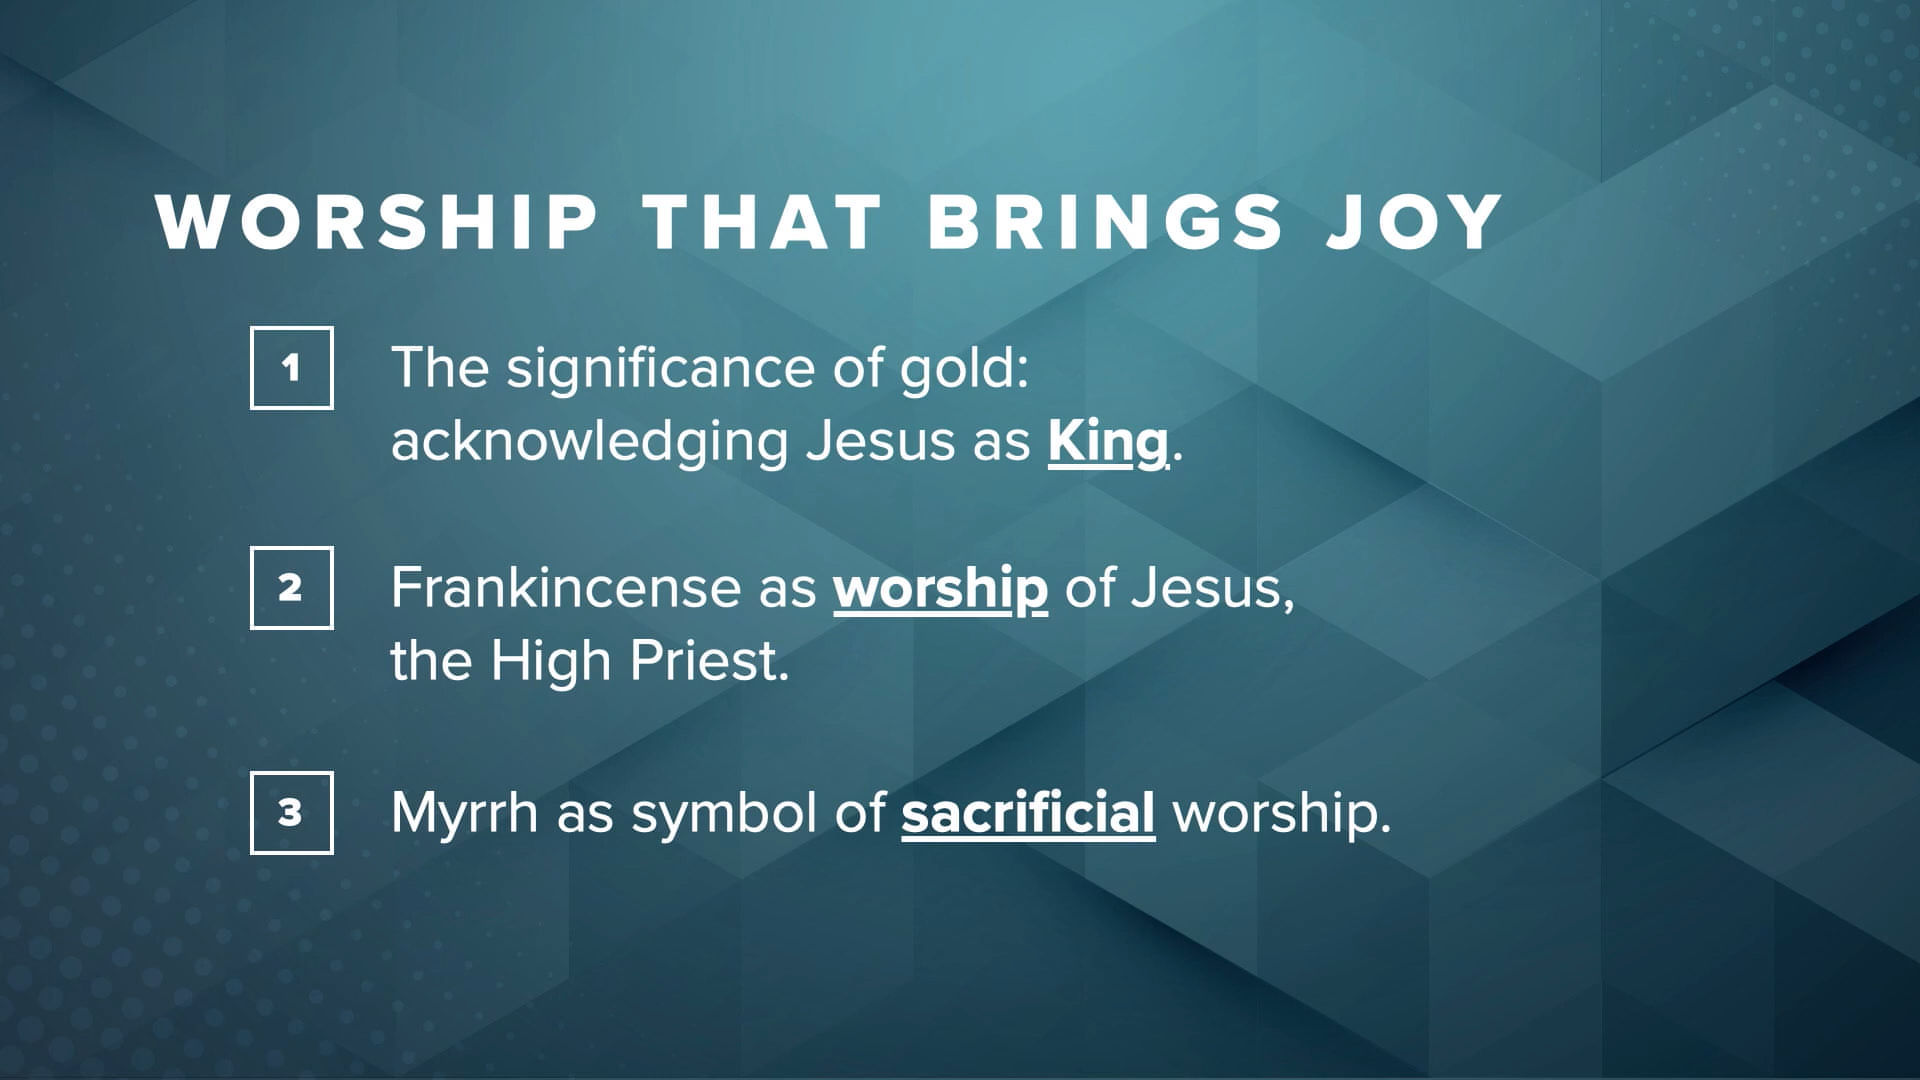 WORSHIP THAT BRINGS JOY
1
The significance of gold:
acknowledging Jesus as King.
2
Frankincense as worship of Jesus,
the High Priest.
3
Myrrh as symbol of sacrificial worship.